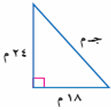 جـ م
٢٤ م
١٨ م